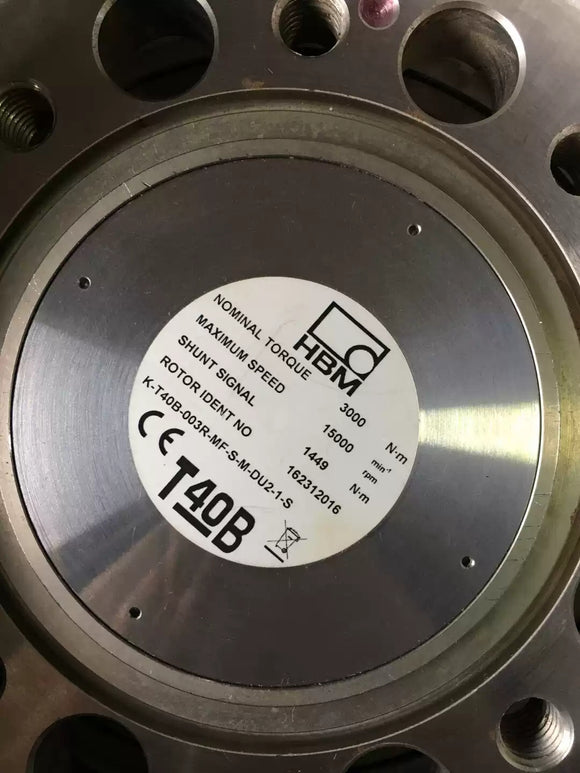 HBM
NOMINAL TORQUE 3000 N·m
MAXIMUM SPEED 15000 min⁻¹ rpm
SHUNT SIGNAL 1449 N·m
ROTOR IDENT NO 162312016
K-T40B-003R-MF-S-M-DU2-1-S
CE
T40B